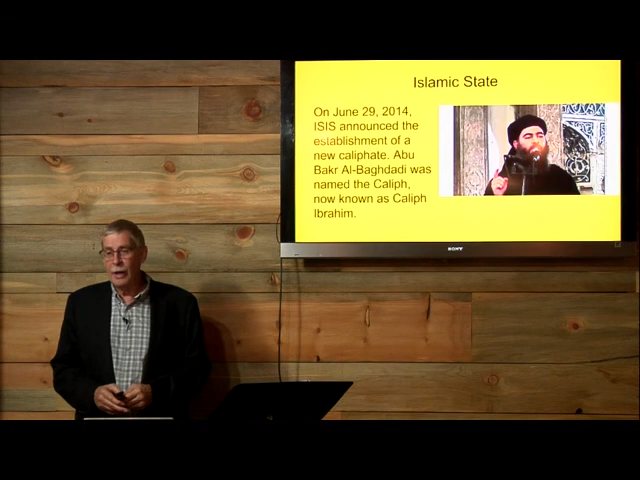 Islamic State
On June 29, 2014,
ISIS announced the
establishment of a
new caliphate. Abu
Bakr Al-Baghdadi was
named the Caliph,
now known as Caliph
Ibrahim.
SONY